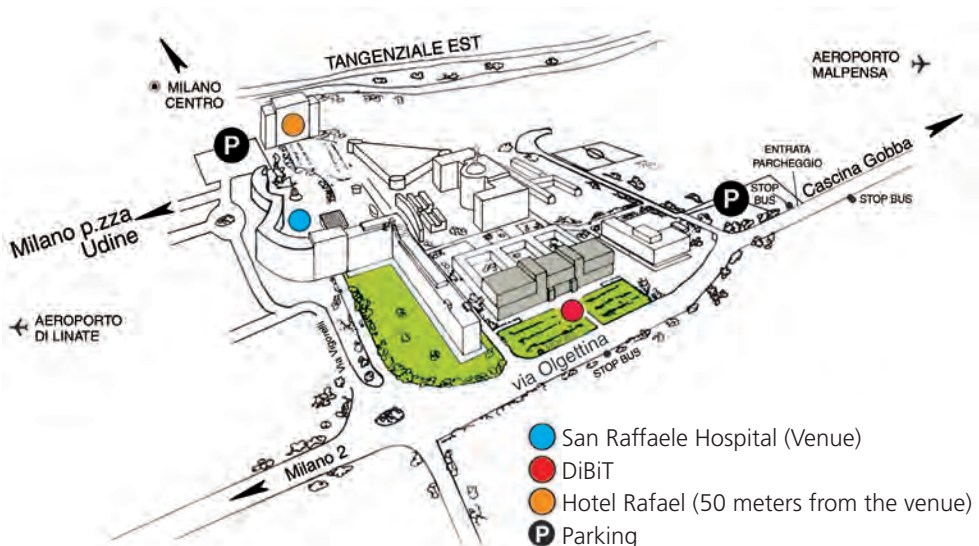 TANGENZIALE EST
AEROPORTO
MALPENSA
MILANO
CENTRO
P
ENTRATA
PARCHEGGIO
Cascina Gobba
P
STOP
BUS
STOP BUS
Milano p.zza
Udine
AEROPORTO
DI LINATE
Via Vigorelli
via Olgettina
STOP BUS
Milano 2
San Raffaele Hospital (Venue)
DiBiT
Hotel Rafael (50 meters from the venue)
P Parking